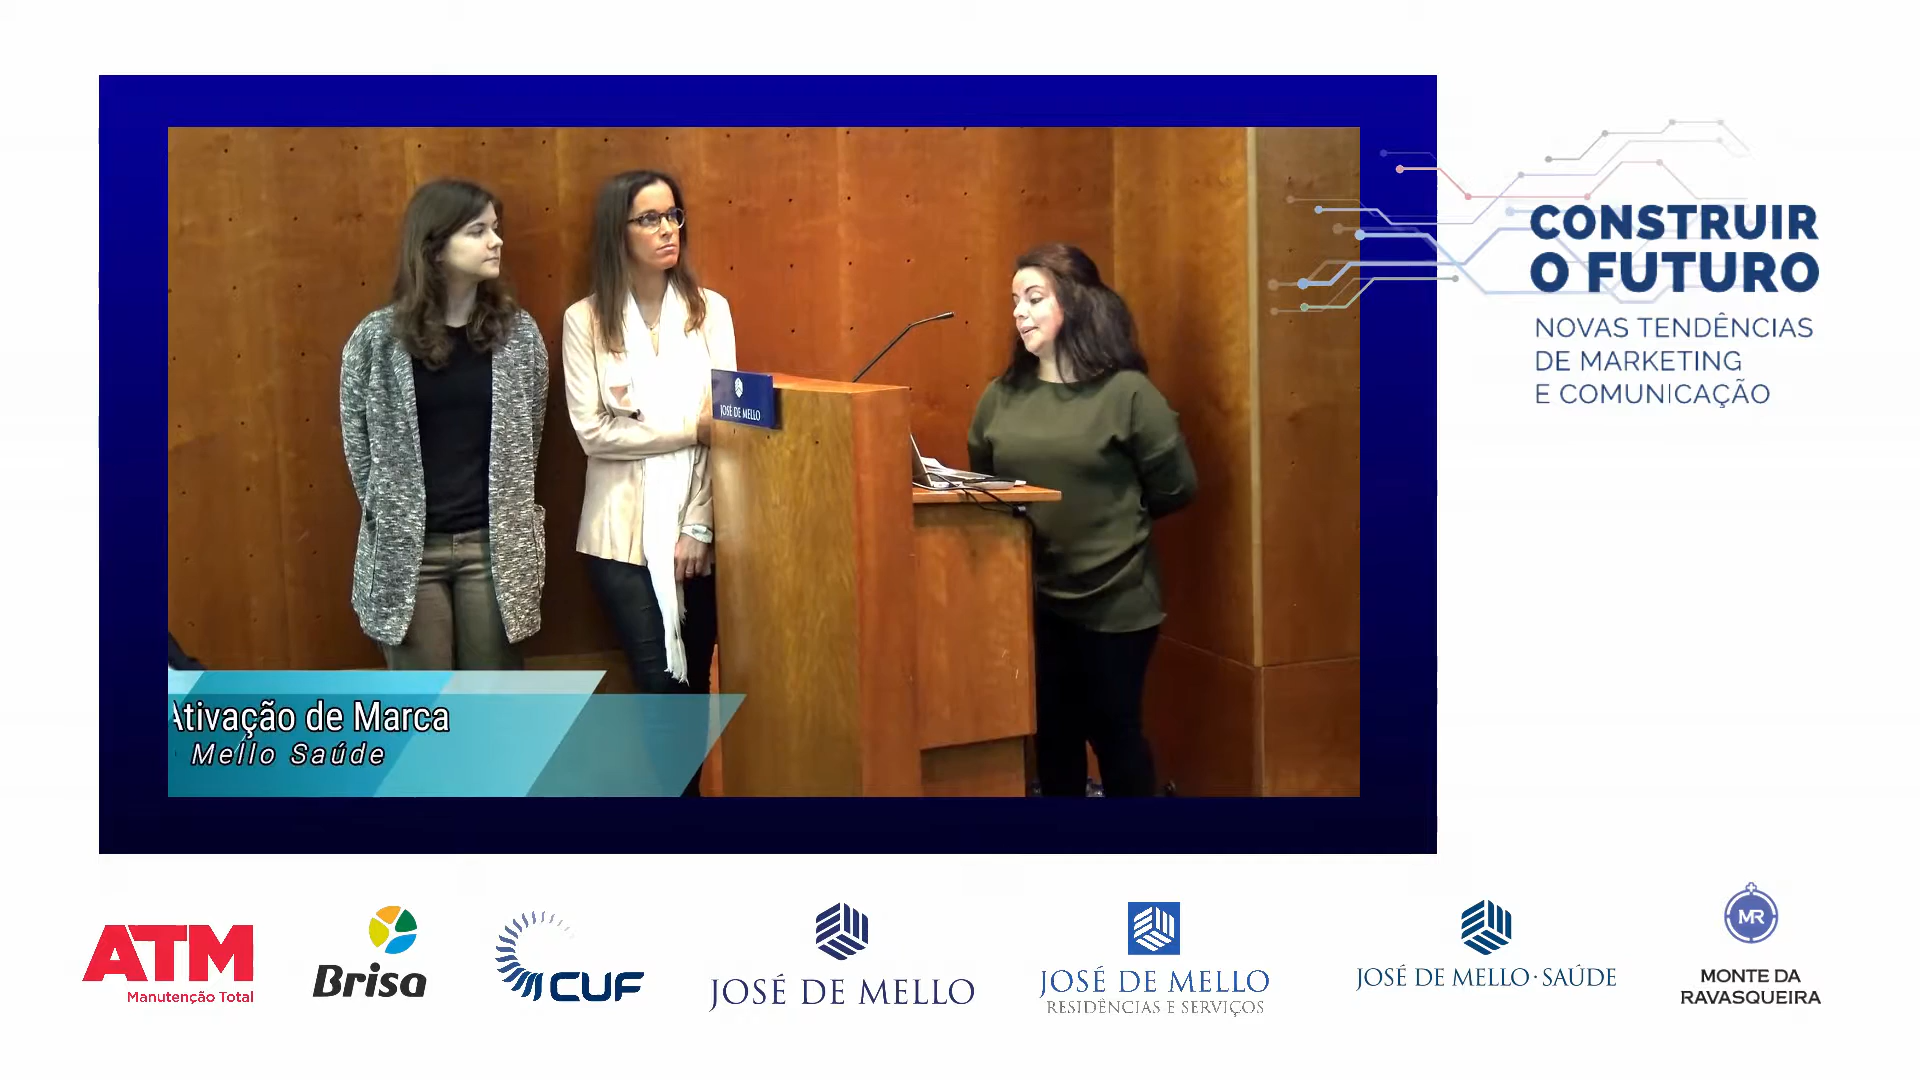 CONSTRUIR
O FUTURO
NOVAS TENDÊNCIAS
DE MARKETING
E COMUNICAÇÃO
JOSÉ DE MELLO
Ativação de Marca
Mello Saúde
ATM
Manutenção Total
Brisa
CUF
JOSÉ DE MELLO
JOSÉ DE MELLO
RESIDÊNCIAS E SERVIÇOS
JOSÉ DE MELLO·SAÚDE
MR
MONTE DA
RAVASQUEIRA